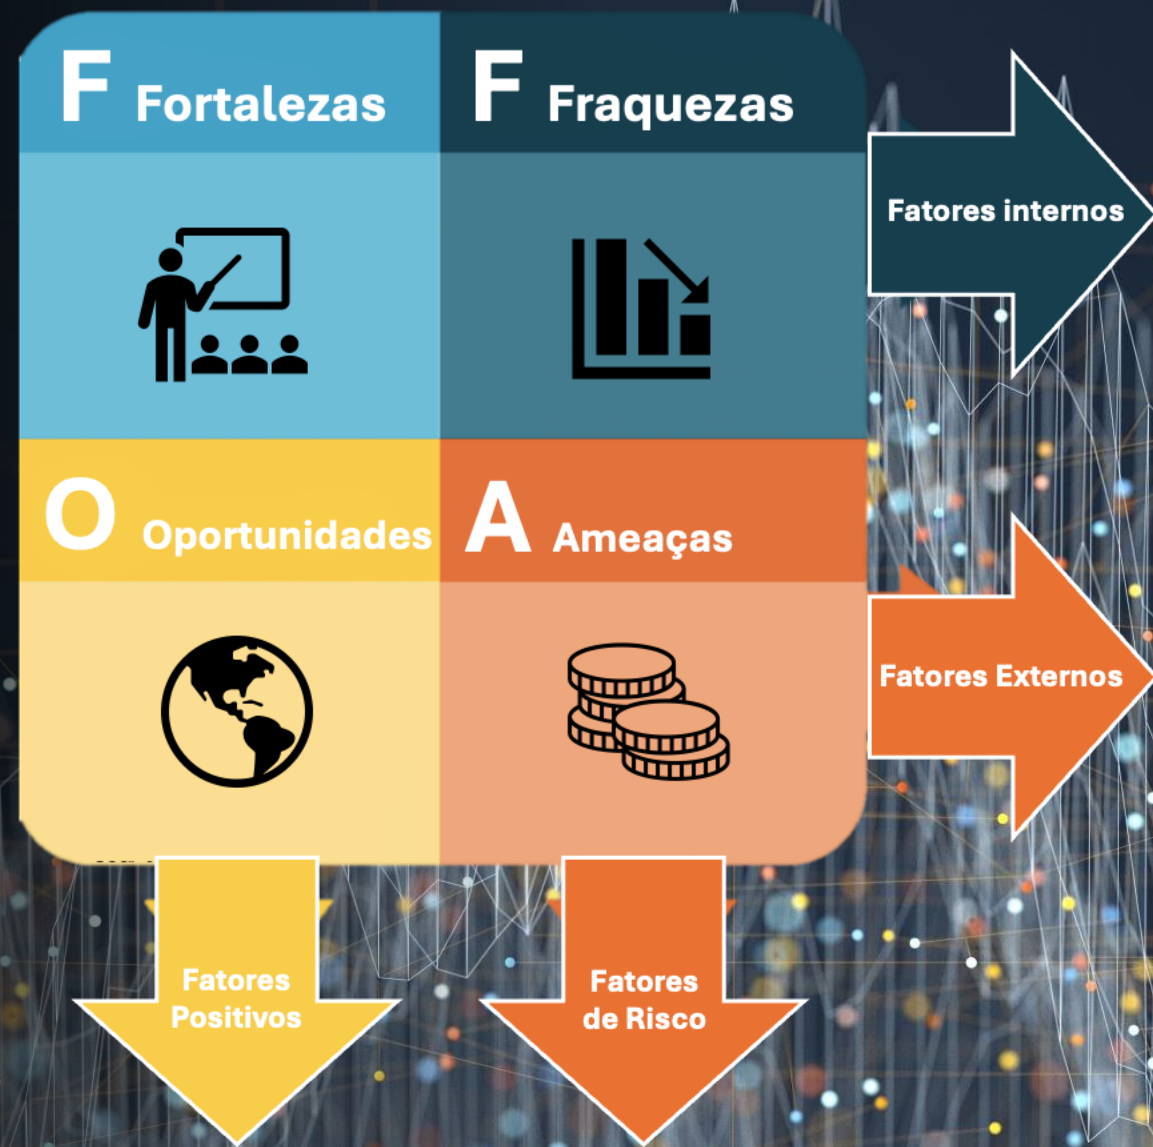 F Fortalezas
F Fraquezas
Fatores internos
O Oportunidades
A Ameaças
Fatores Externos
Fatores
Positivos
Fatores
de Risco